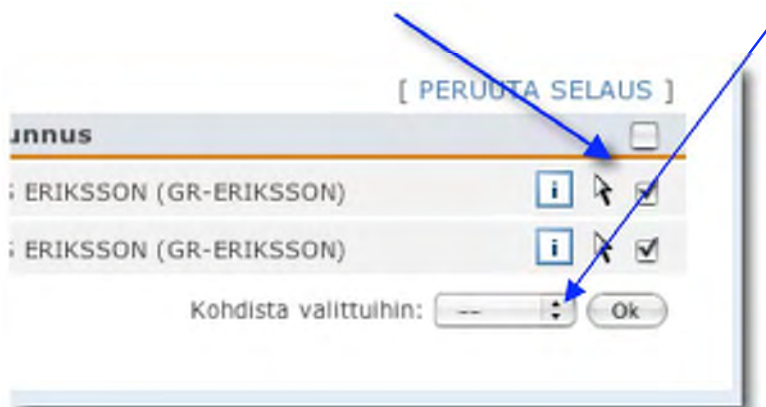 [ PERUUTA SELAUS ]
unnus
S ERIKSSON (GR-ERIKSSON)
i
S ERIKSSON (GR-ERIKSSON)
i
Kohdista valittuihin: -- Ok